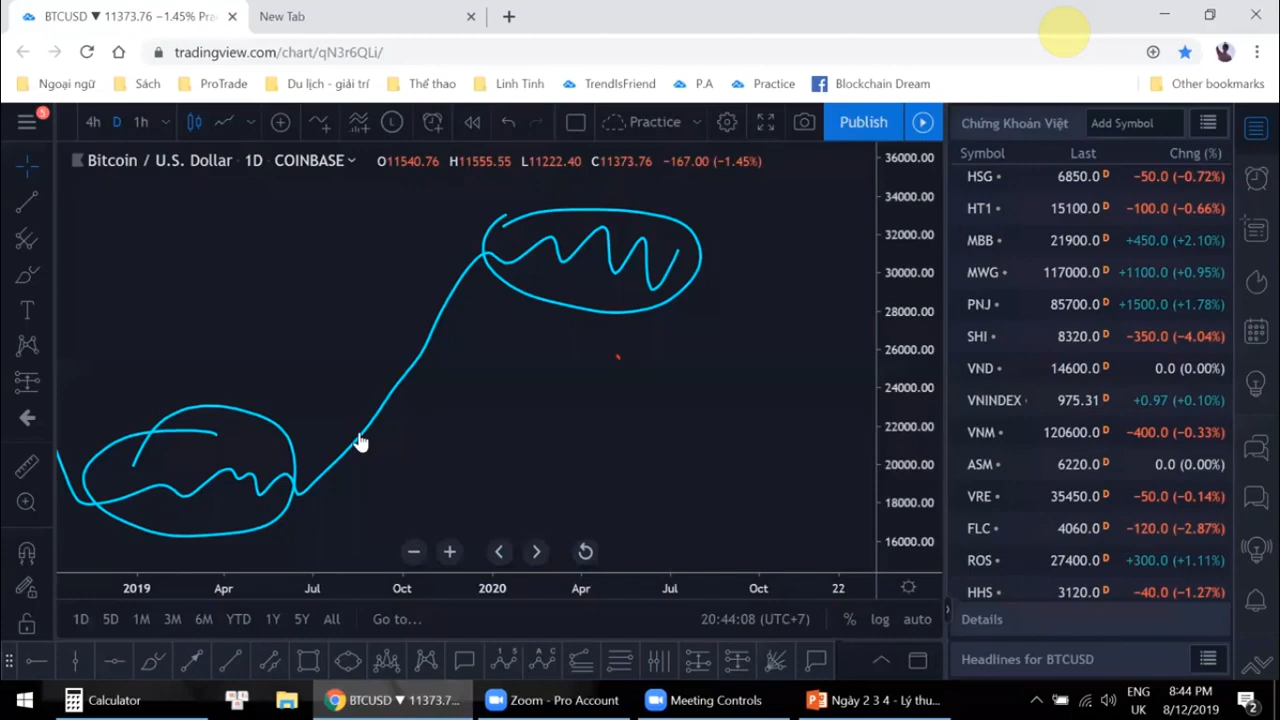 BTCUSD ▼ 11373.76 −1.45% Pra
New Tab
tradingview.com/chart/qN3r6QLi/
Ngoại ngữ Sách ProTrade Du lịch - giải trí Thể thao Linh Tinh TrendIsFriend P.A Practice Blockchain Dream Other bookmarks
5
4h D 1h Practice Publish
Chứng Khoán Việt Add Symbol
Bitcoin / U.S. Dollar 1D COINBASE O11540.76 H11555.55 L11222.40 C11373.76 −167.00 (−1.45%)
Symbol Last Chng (%)
HSG 6850.0 D −50.0 (−0.72%)
HT1 15100.0 D −100.0 (−0.66%)
MBB 21900.0 D +450.0 (+2.10%)
MWG 117000.0 D +1100.0 (+0.95%)
PNJ 85700.0 D +1500.0 (+1.78%)
SHI 8320.0 D −350.0 (−4.04%)
VND 14600.0 D 0.0 (0.00%)
VNINDEX 975.31 +0.97 (+0.10%)
VNM 120600.0 D −400.0 (−0.33%)
ASM 6220.0 D 0.0 (0.00%)
VRE 35450.0 D −50.0 (−0.14%)
FLC 4060.0 D −120.0 (−2.87%)
ROS 27400.0 D +300.0 (+1.11%)
HHS 3120.0 D −40.0 (−1.27%)
36000.00
34000.00
32000.00
30000.00
28000.00
26000.00
24000.00
22000.00
20000.00
18000.00
16000.00
2019 Apr Jul Oct 2020 Apr Jul Oct 22
1D 5D 1M 3M 6M YTD 1Y 5Y All Go to... 20:44:08 (UTC+7) % log auto
Details
Headlines for BTCUSD
Calculator
BTCUSD ▼ 11373.7...
Zoom - Pro Account
Meeting Controls
Ngày 2 3 4 - Lý thu...
ENG
UK
8:44 PM
8/12/2019
2